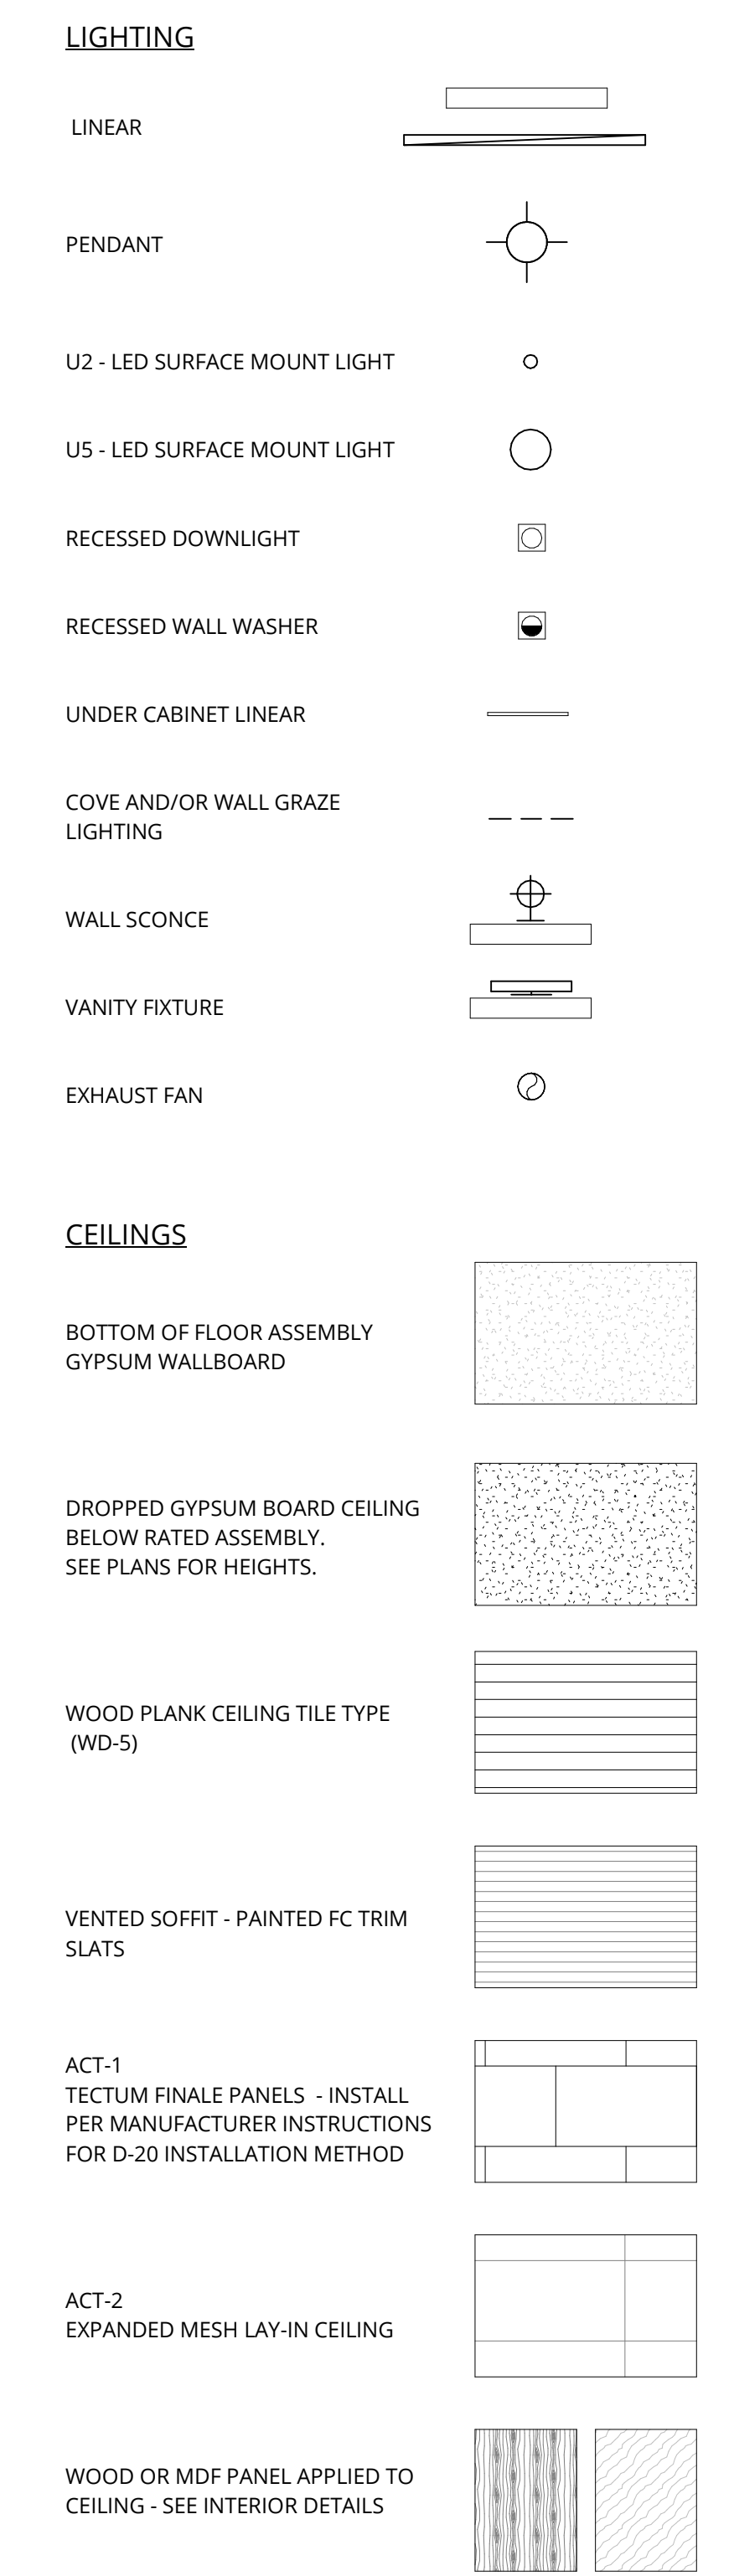 LIGHTING
LINEAR
PENDANT
U2 - LED SURFACE MOUNT LIGHT
U5 - LED SURFACE MOUNT LIGHT
RECESSED DOWNLIGHT
RECESSED WALL WASHER
UNDER CABINET LINEAR
COVE AND/OR WALL GRAZE
LIGHTING
WALL SCONCE
VANITY FIXTURE
EXHAUST FAN
CEILINGS
BOTTOM OF FLOOR ASSEMBLY
GYPSUM WALLBOARD
DROPPED GYPSUM BOARD CEILING
BELOW RATED ASSEMBLY.
SEE PLANS FOR HEIGHTS.
WOOD PLANK CEILING TILE TYPE
(WD-5)
VENTED SOFFIT - PAINTED FC TRIM
SLATS
ACT-1
TECTUM FINALE PANELS - INSTALL
PER MANUFACTURER INSTRUCTIONS
FOR D-20 INSTALLATION METHOD
ACT-2
EXPANDED MESH LAY-IN CEILING
WOOD OR MDF PANEL APPLIED TO
CEILING - SEE INTERIOR DETAILS